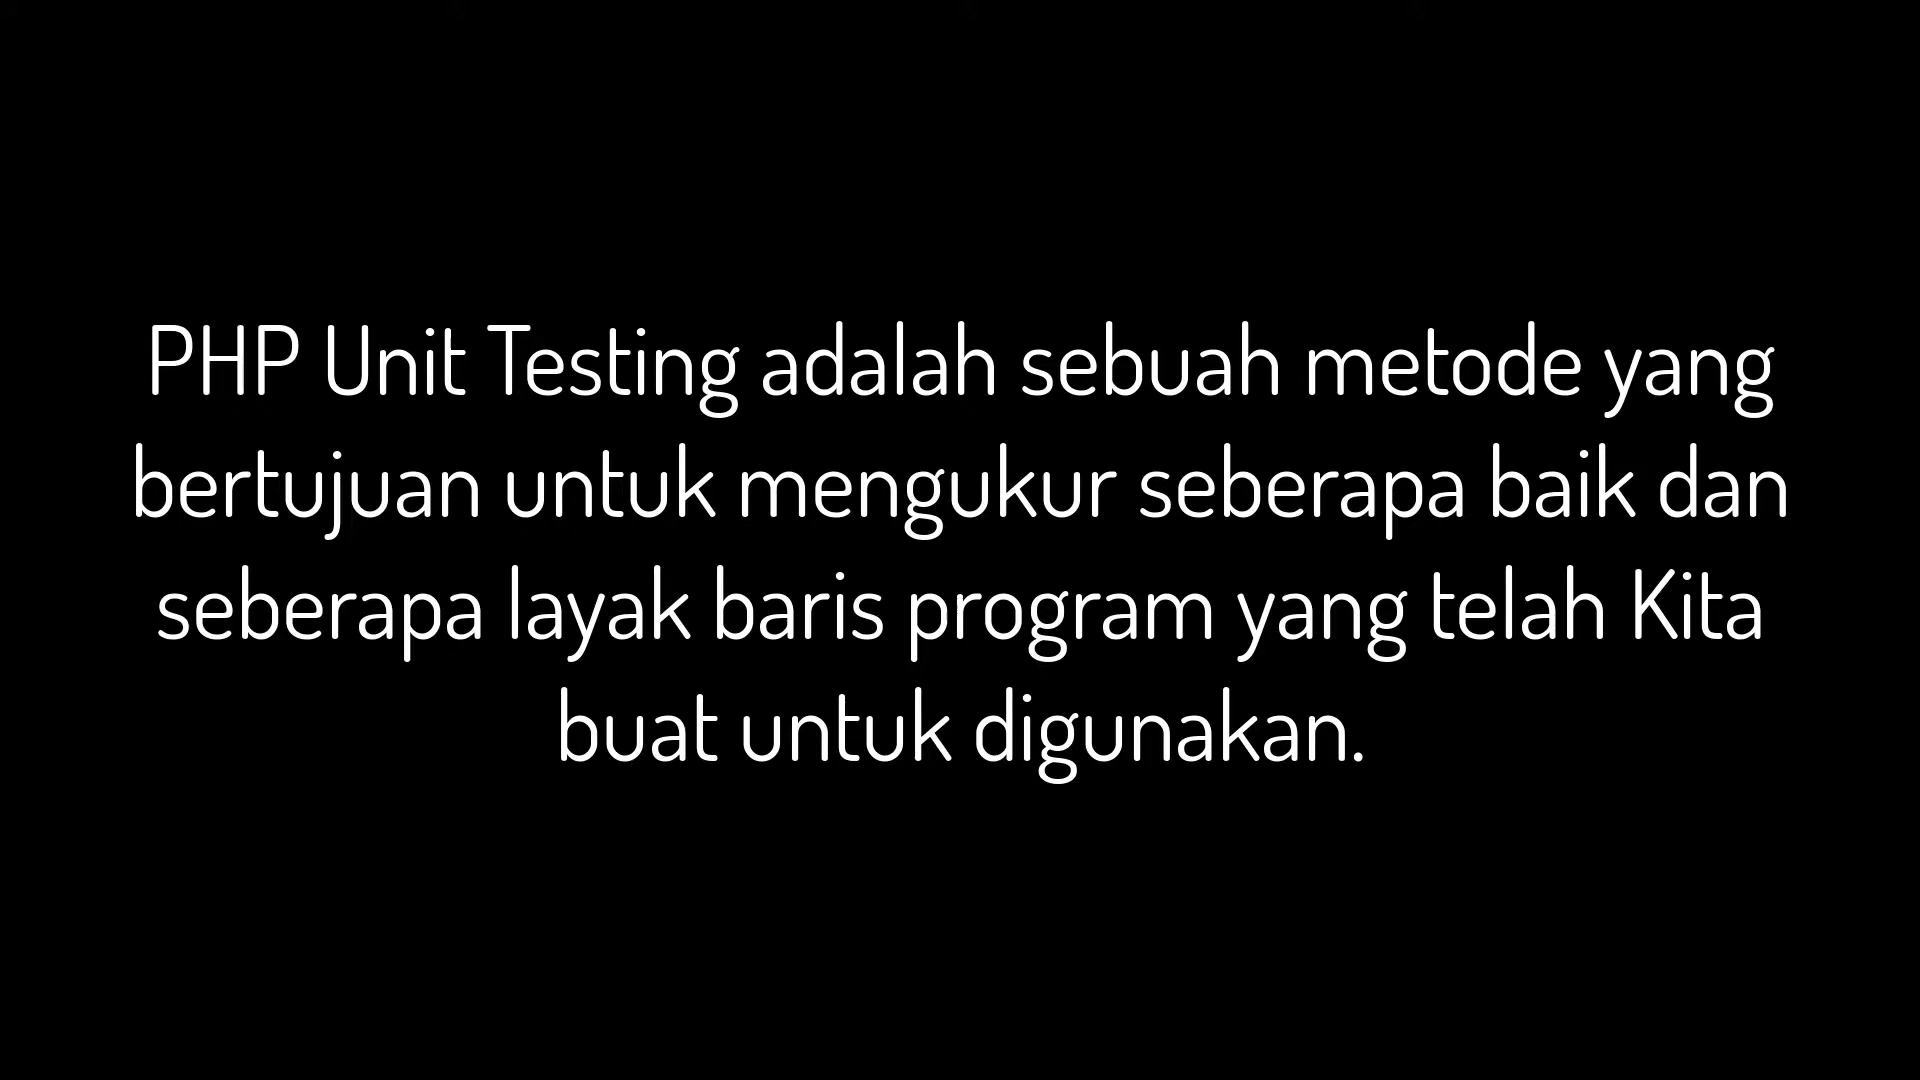 PHP Unit Testing adalah sebuah metode yang
bertujuan untuk mengukur seberapa baik dan
seberapa layak baris program yang telah Kita
buat untuk digunakan.